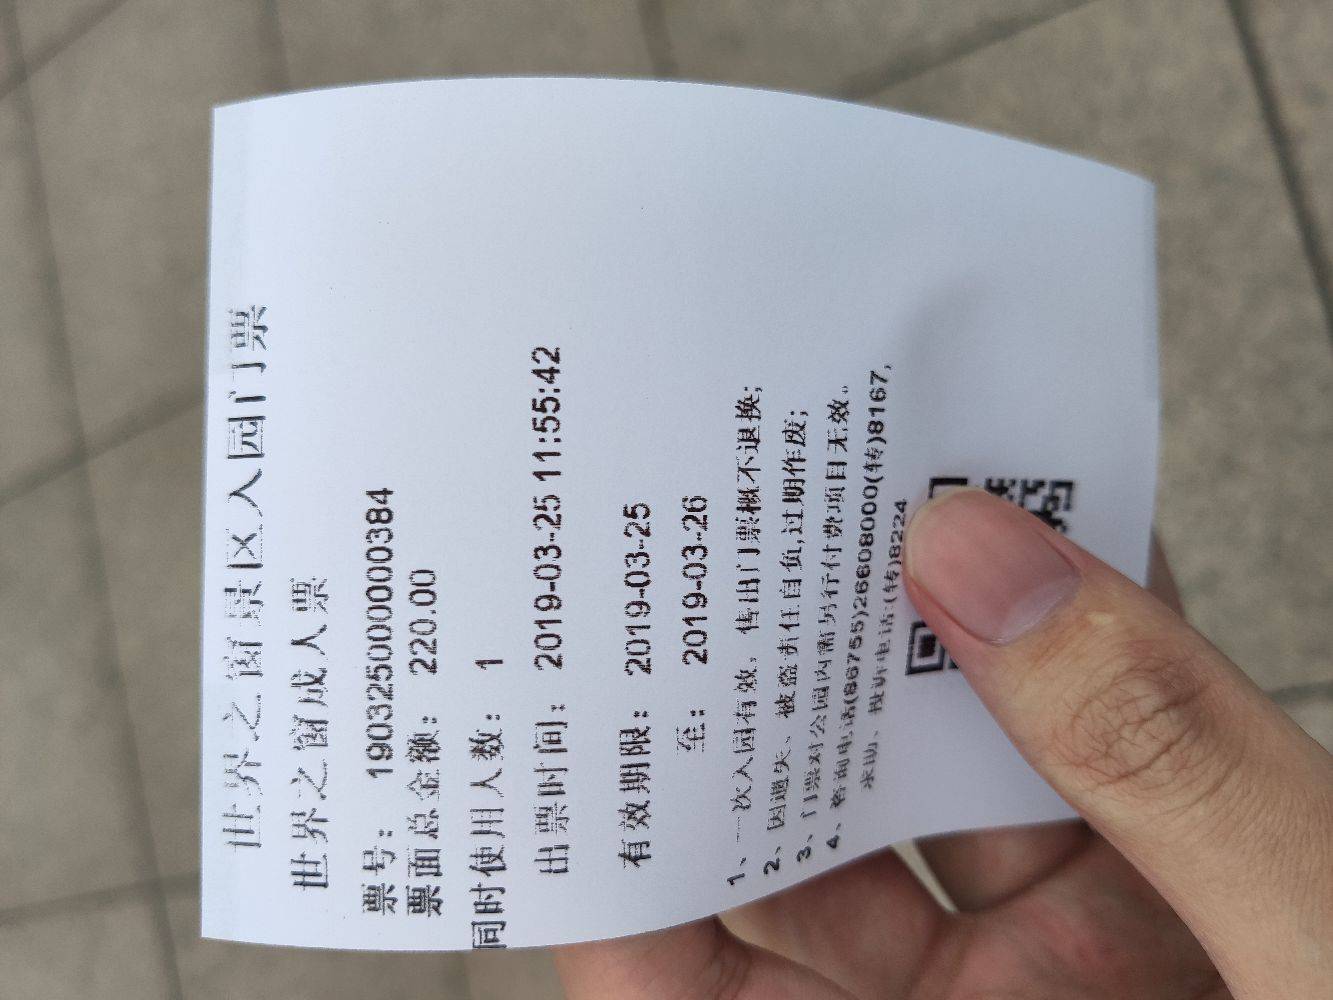 世界之窗景区入园门票
世界之窗成人票
票号： 19032500000000384
票面总金额： 220.00
同时使用人数： 1
出票时间： 2019-03-25 11:55:42
有效期限： 2019-03-25
至： 2019-03-26
1、一次入园有效，售出门票概不退换；
2、因遗失、被盗责任自负,过期作废；
3、门票对公园内需另行付费项目无效。
4、咨询电话(86755)26608000(转)8167,
求助、投诉电话:(转)8224